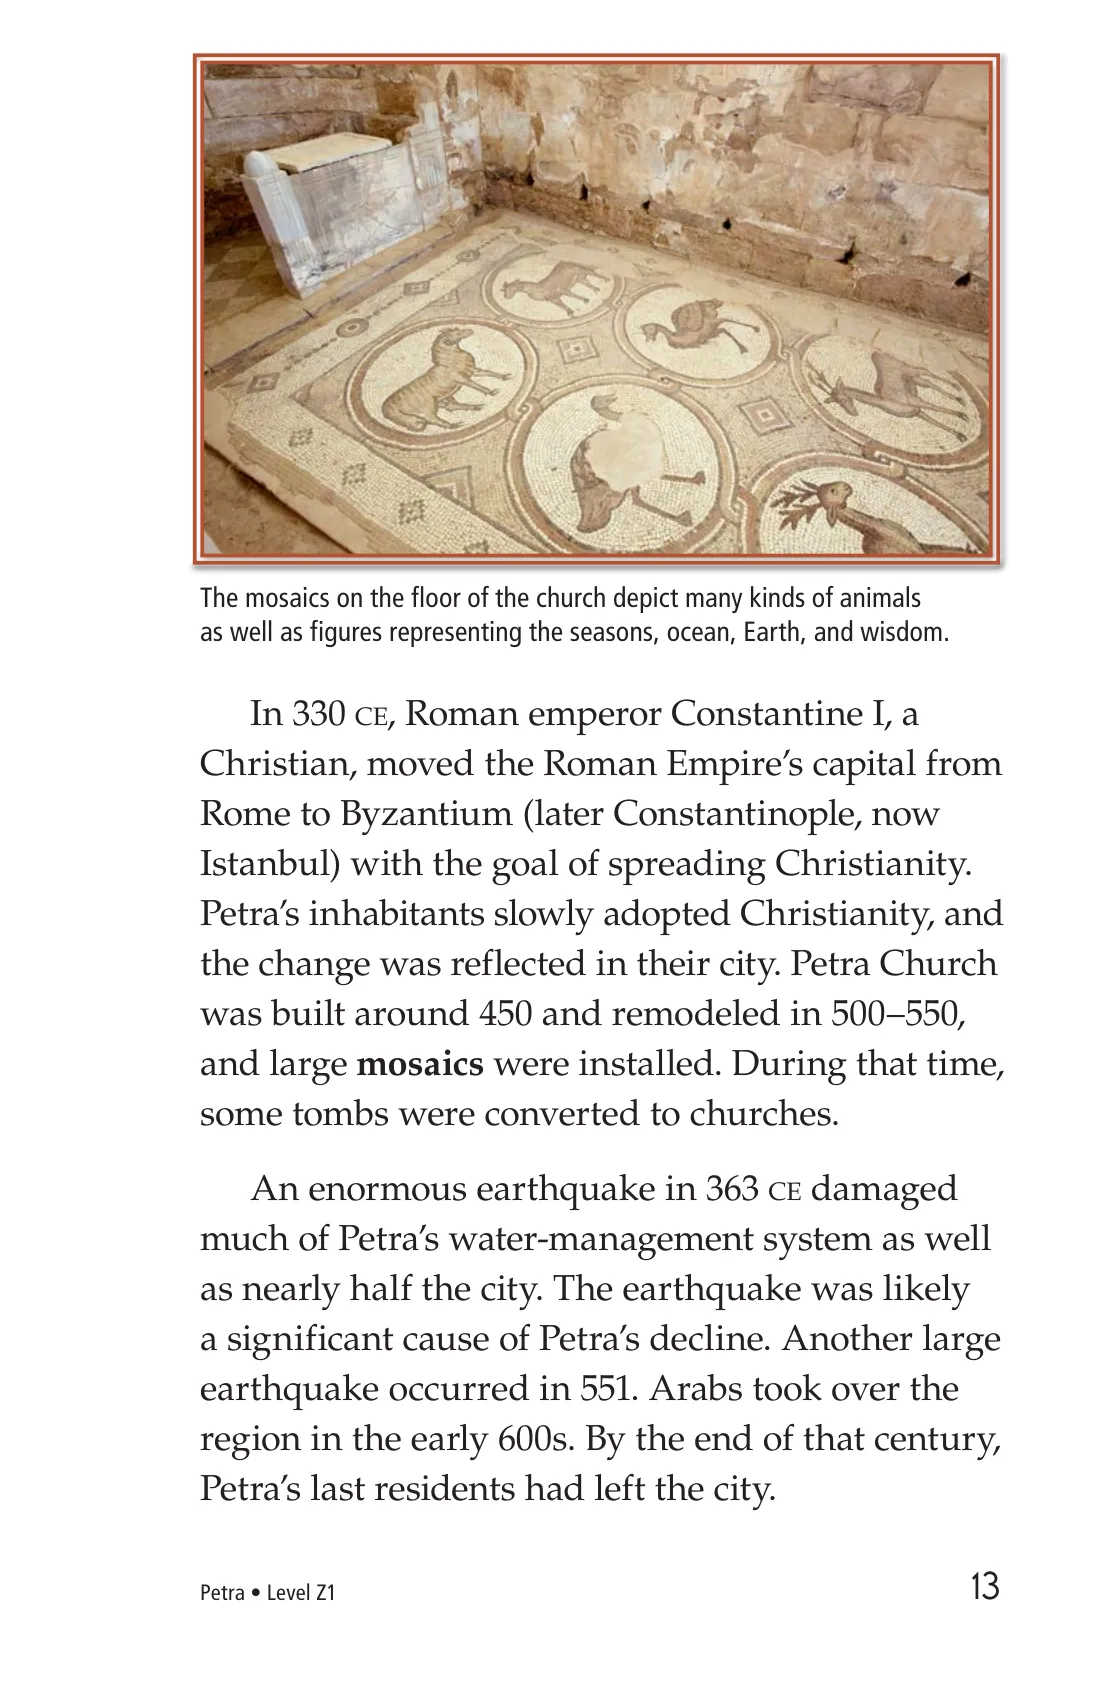 The mosaics on the floor of the church depict many kinds of animals
as well as figures representing the seasons, ocean, Earth, and wisdom.
In 330 CE, Roman emperor Constantine I, a
Christian, moved the Roman Empire’s capital from
Rome to Byzantium (later Constantinople, now
Istanbul) with the goal of spreading Christianity.
Petra’s inhabitants slowly adopted Christianity, and
the change was reflected in their city. Petra Church
was built around 450 and remodeled in 500–550,
and large mosaics were installed. During that time,
some tombs were converted to churches.
An enormous earthquake in 363 CE damaged
much of Petra’s water-management system as well
as nearly half the city. The earthquake was likely
a significant cause of Petra’s decline. Another large
earthquake occurred in 551. Arabs took over the
region in the early 600s. By the end of that century,
Petra’s last residents had left the city.
Petra • Level Z1
13